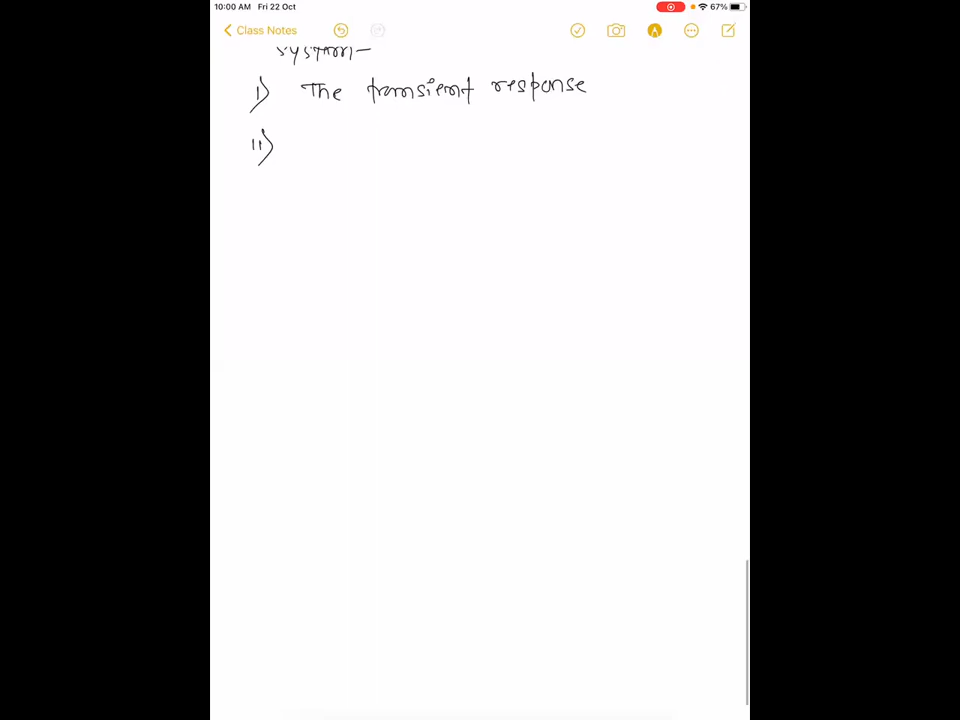 10:00 AM Fri 22 Oct 67%
Class Notes
system-
i) The transient response
ii)